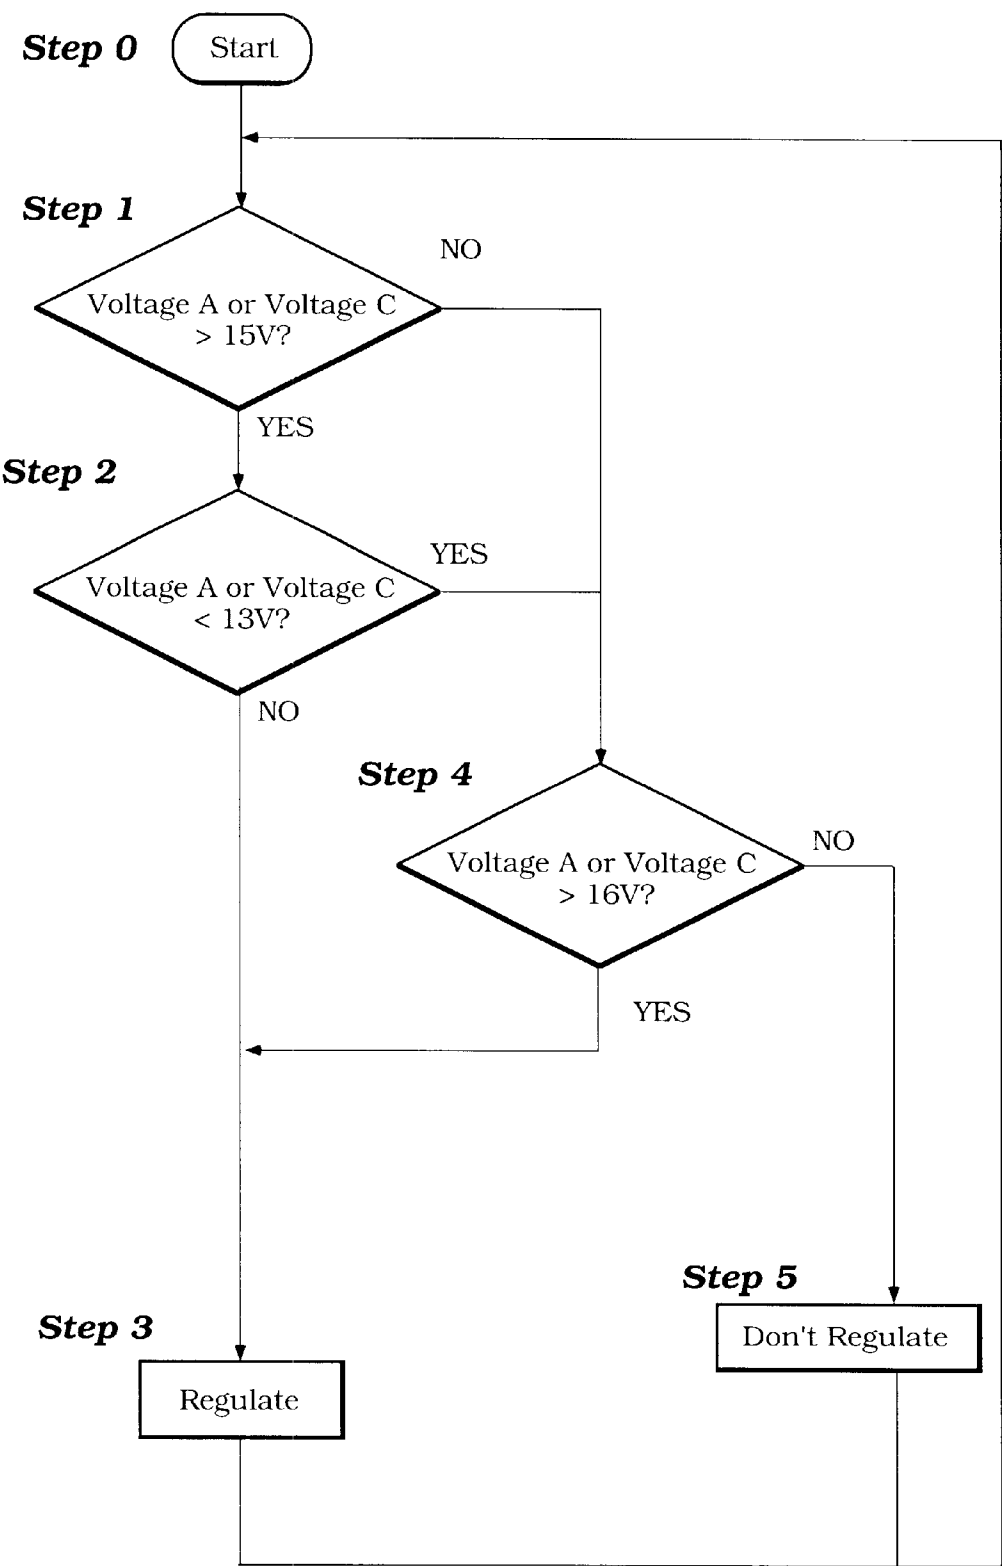 Step 0
Start
Step 1
NO
Voltage A or Voltage C
> 15V?
YES
Step 2
YES
Voltage A or Voltage C
< 13V?
NO
Step 4
NO
Voltage A or Voltage C
> 16V?
YES
Step 5
Don't Regulate
Step 3
Regulate